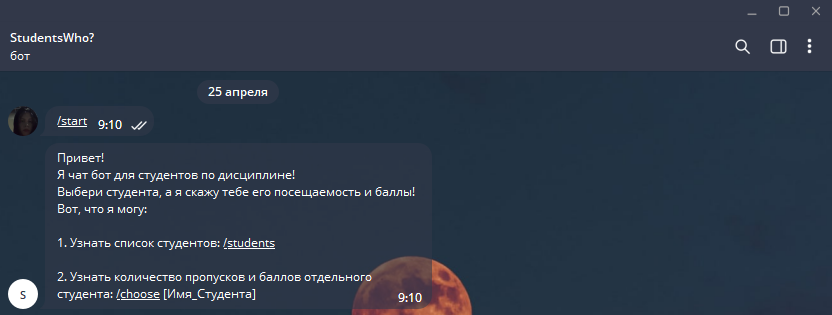 StudentsWho?
бот
25 апреля
/start 9:10
Привет!
Я чат бот для студентов по дисциплине!
Выбери студента, а я скажу тебе его посещаемость и баллы!
Вот, что я могу:
1. Узнать список студентов: /students
2. Узнать количество пропусков и баллов отдельного
студента: /choose [Имя_Студента]
S
9:10